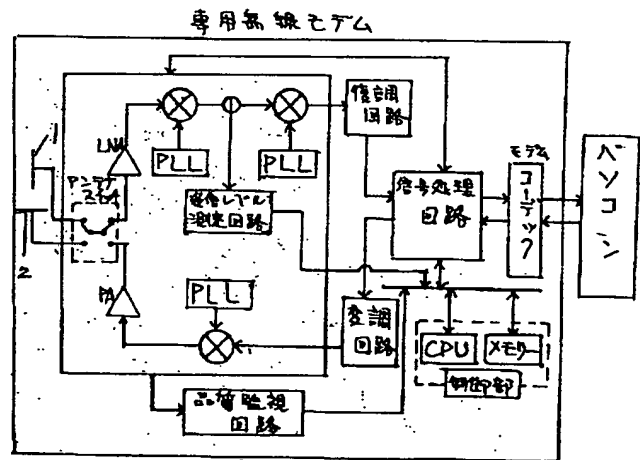 専用無線モデム
1
2
アンテナ
スイッチ
LNA
PLL
PLL
受信レベル
測定回路
復調
回路
信号処理
回路
モデム
コーデック
パソコン
PA
PLL
変調
回路
CPU
メモリ
制御部
品質監視
回路